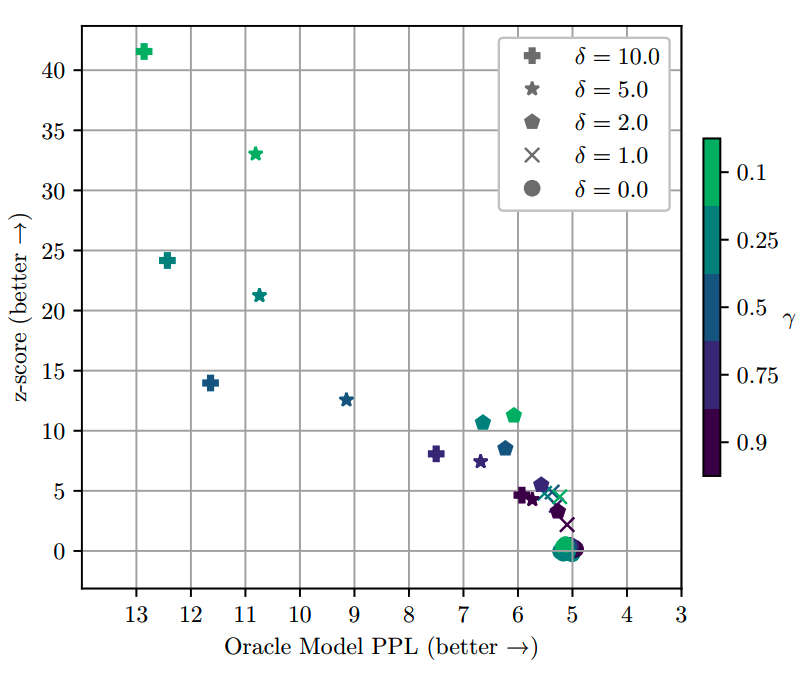 z-score (better →)
40
35
30
25
20
15
10
5
0
13 12 11 10 9 8 7 6 5 4 3
Oracle Model PPL (better →)
δ = 10.0
δ = 5.0
δ = 2.0
δ = 1.0
δ = 0.0
0.1
0.25
0.5
0.75
0.9
γ